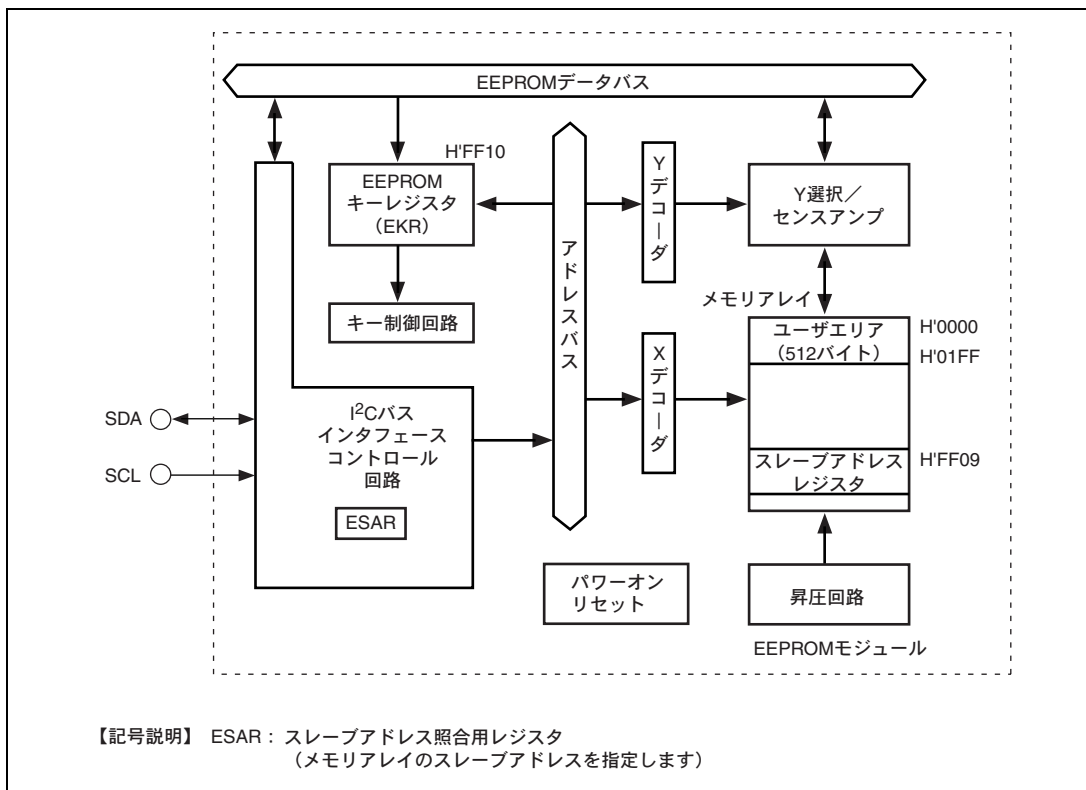 EEPROMデータバス
H'FF10
EEPROM
キーレジスタ
（EKR）
キー制御回路
アドレスバス
Yデコーダ
Y選択／
センスアンプ
メモリアレイ
Xデコーダ
ユーザエリア
（512バイト）
H'0000
H'01FF
スレーブアドレス
レジスタ
H'FF09
SDA
SCL
I²Cバス
インタフェース
コントロール
回路
ESAR
パワーオン
リセット
昇圧回路
EEPROMモジュール
【記号説明】 ESAR： スレーブアドレス照合用レジスタ
（メモリアレイのスレーブアドレスを指定します）